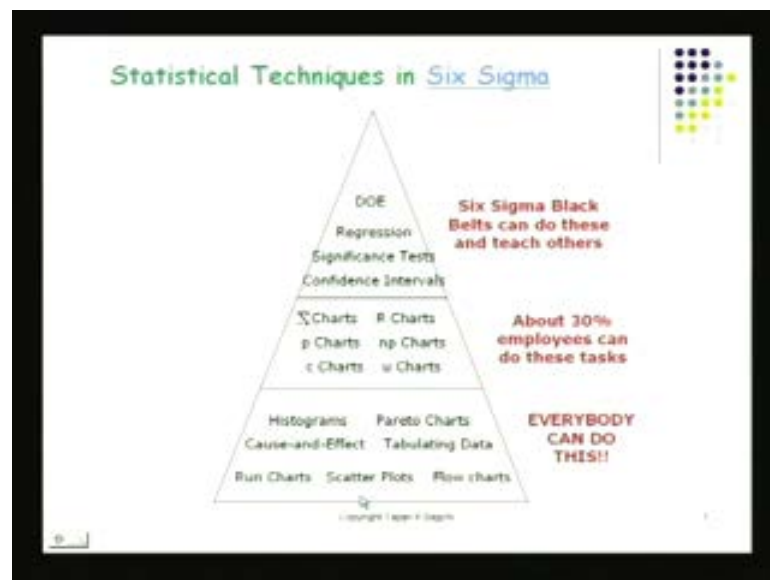 Statistical Techniques in Six Sigma
DOE
Regression
Significance Tests
Confidence Intervals
Six Sigma Black
Belts can do these
and teach others
Charts R Charts
p Charts np Charts
c Charts u Charts
About 30%
employees can
do these tasks
Histograms Pareto Charts
Cause-and-Effect Tabulating Data
Run Charts Scatter Plots Flow charts
EVERYBODY
CAN DO
THIS!!
Copyright